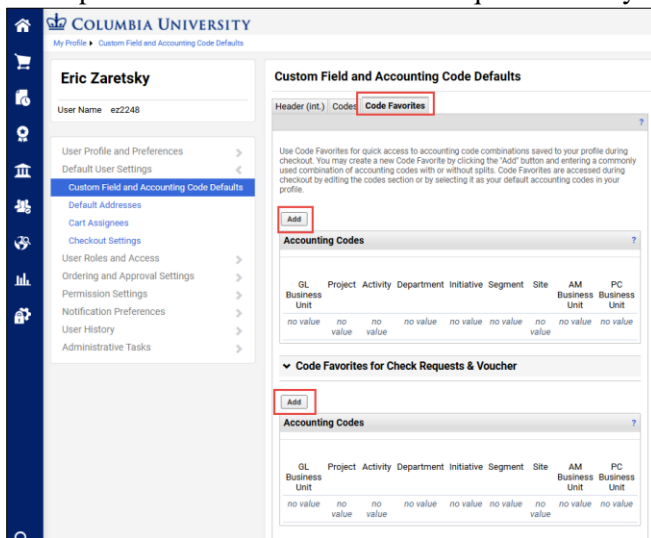 COLUMBIA UNIVERSITY
My Profile Custom Field and Accounting Code Defaults
Eric Zaretsky
User Name ez2248
User Profile and Preferences
Default User Settings
Custom Field and Accounting Code Defaults
Default Addresses
Cart Assignees
Checkout Settings
User Roles and Access
Ordering and Approval Settings
Permission Settings
Notification Preferences
User History
Administrative Tasks
Custom Field and Accounting Code Defaults
Header (int.) Codes Code Favorites
?
Use Code Favorites for quick access to accounting code combinations saved to your profile during
checkout. You may create a new Code Favorite by clicking the "Add" button and entering a commonly
used combination of accounting codes with or without splits. Code Favorites are accessed during
checkout by editing the codes section or by selecting it as your default accounting codes in your
profile.
Add
Accounting Codes ?
GL Project Activity Department Initiative Segment Site AM PC
Business Business Business
Unit Unit Unit
no value no no no value no value no value no no value no value
value value value
Code Favorites for Check Requests & Voucher
Add
Accounting Codes ?
GL Project Activity Department Initiative Segment Site AM PC
Business Business Business
Unit Unit Unit
no value no no no value no value no value no no value no value
value value value